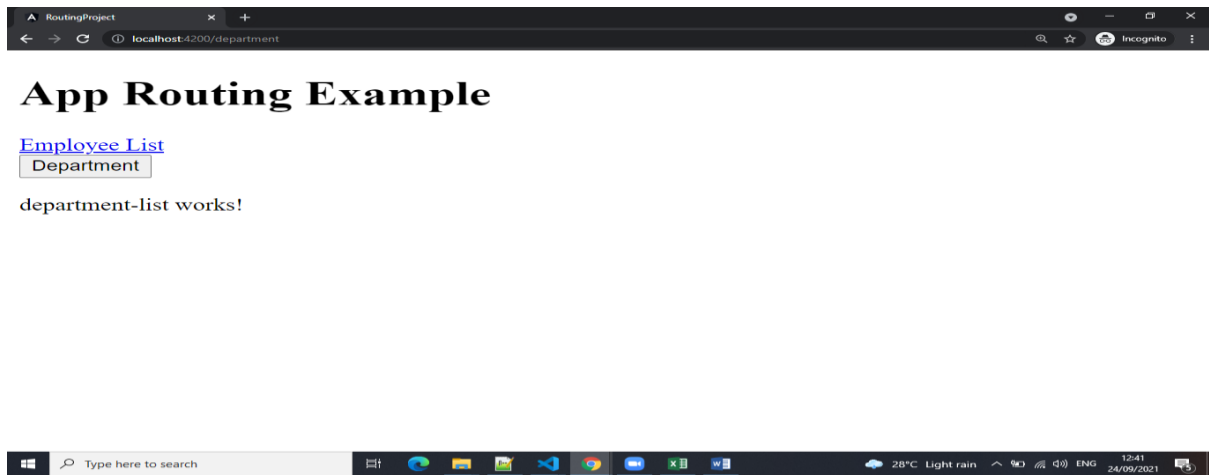 RoutingProject
localhost:4200/department
Incognito
App Routing Example
Employee List
Department
department-list works!
Type here to search
28°C Light rain
ENG
12:41
24/09/2021